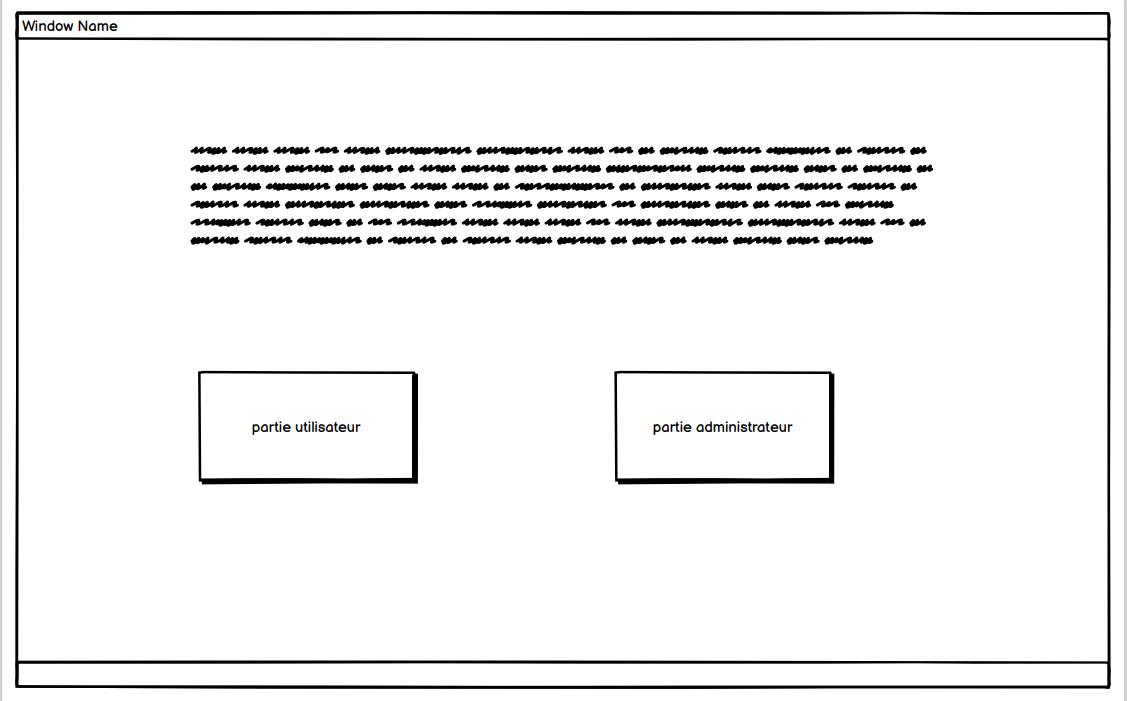 Window Name
partie utilisateur
partie administrateur